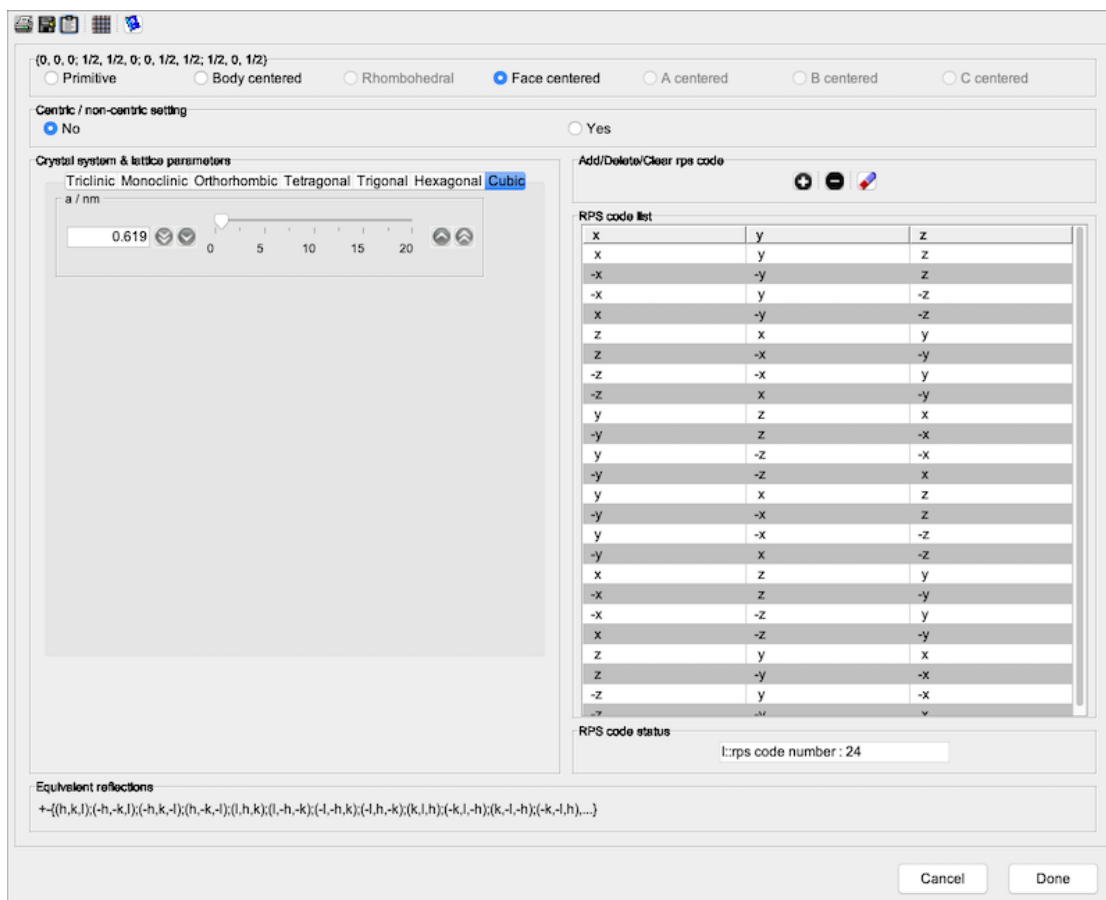 {0, 0, 0; 1/2, 1/2, 0; 0, 1/2, 1/2; 1/2, 0, 1/2}
Primitive Body centered Rhombohedral Face centered A centered B centered C centered
Centric / non-centric setting
No Yes
Crystal system & lattice parameters
Triclinic Monoclinic Orthorhombic Tetragonal Trigonal Hexagonal Cubic
a / nm
0.619
0 5 10 15 20
Add/Delete/Clear rps code
RPS code list
x y z
x y z
-x -y z
-x y -z
x -y -z
z x y
z -x -y
-z -x y
-z x -y
y z x
-y z -x
y -z -x
-y -z x
y x z
-y -x z
y -x -z
-y x -z
x z y
-x z -y
-x -z y
x -z -y
z y x
z -y -x
-z y -x
-z -y x
RPS code status
I::rps code number : 24
Equivalent reflections
+-{(h,k,l);(-h,-k,l);(-h,k,-l);(h,-k,-l);(l,h,k);(l,-h,-k);(-l,-h,k);(-l,h,-k);(k,l,h);(-k,l,-h);(k,-l,-h);(-k,-l,h),...}
Cancel Done